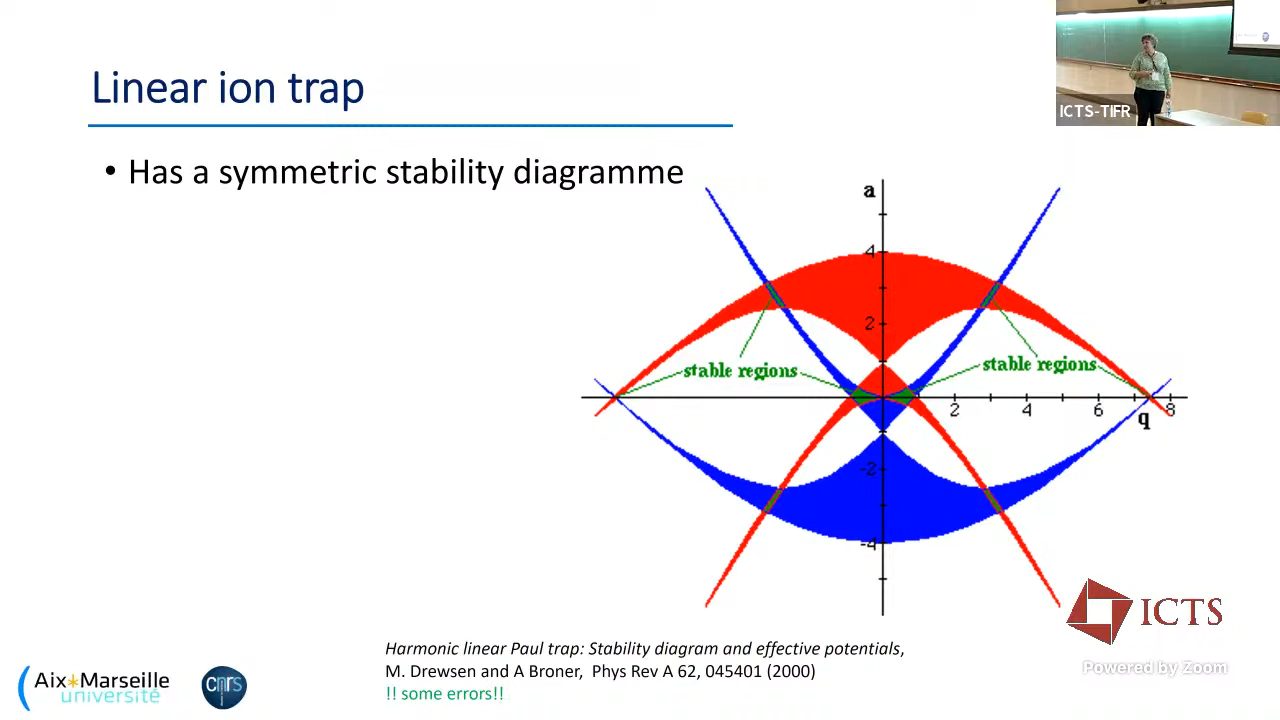 ICTS-TIFR
Linear ion trap
• Has a symmetric stability diagramme
a
4
2
stable regions
stable regions
2
4
6
8
q
-2
-4
ICTS
Powered by Zoom
Harmonic linear Paul trap: Stability diagram and effective potentials,
M. Drewsen and A Broner, Phys Rev A 62, 045401 (2000)
!! some errors!!
Aix*Marseille
université
cnrs